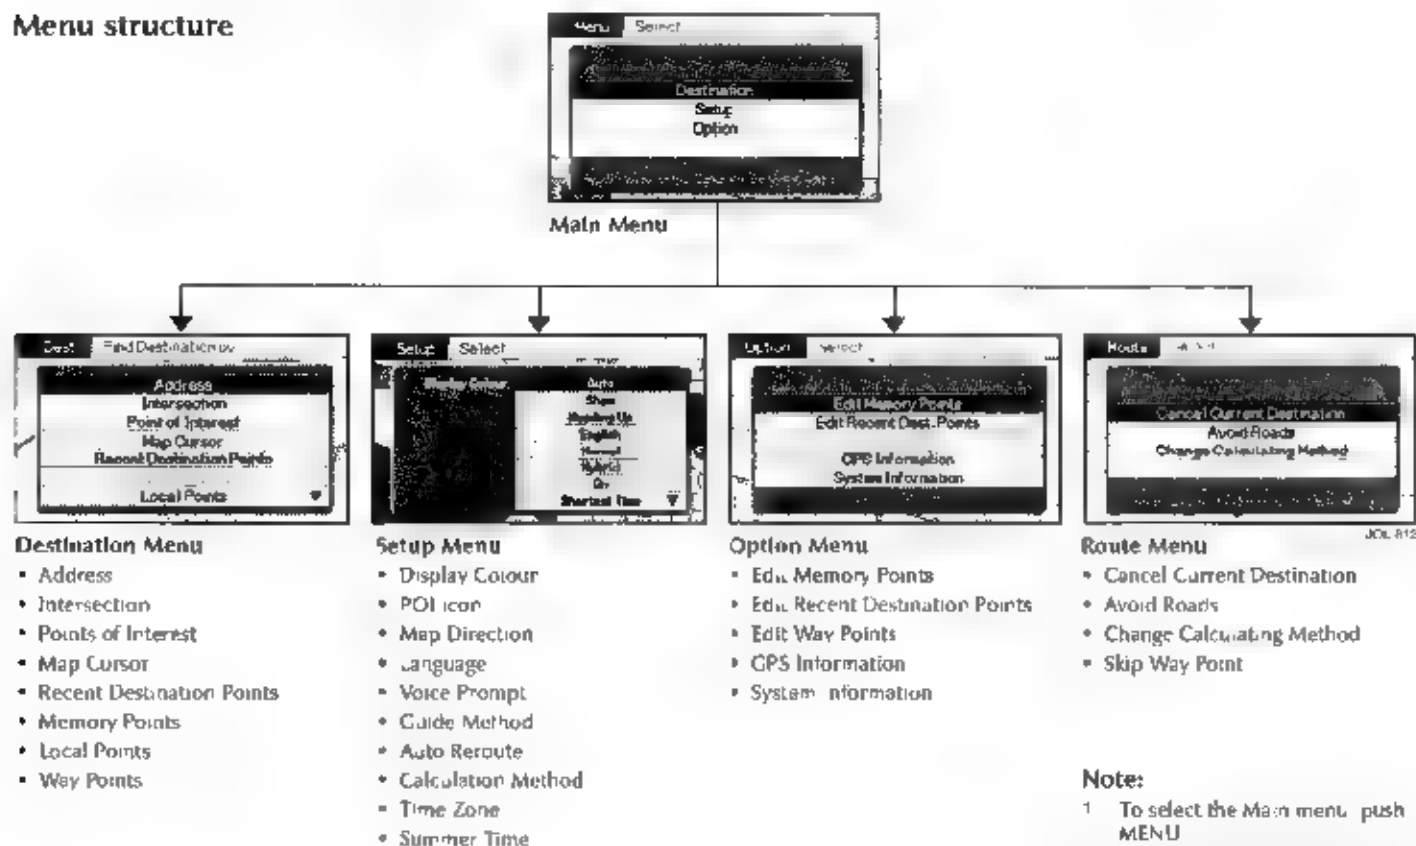 Menu structure
Menu Select
Destination
Setup
Option
Main Menu
Dest Find Destination by
Address
Intersection
Point of Interest
Map Cursor
Recent Destination Points
Local Points
Setup Select
Display Colour Auto
Show
Heading Up
English
Normal
Hybrid
On
Shortest Time
Option Select
Edit Memory Points
Edit Recent Dest. Points
GPS Information
System Information
Route
Cancel Current Destination
Avoid Roads
Change Calculating Method
Destination Menu
• Address
• Intersection
• Points of Interest
• Map Cursor
• Recent Destination Points
• Memory Points
• Local Points
• Way Points
Setup Menu
• Display Colour
• POI icon
• Map Direction
• Language
• Voice Prompt
• Guide Method
• Auto Reroute
• Calculation Method
• Time Zone
• Summer Time
Option Menu
• Edit Memory Points
• Edit Recent Destination Points
• Edit Way Points
• GPS Information
• System Information
Route Menu
• Cancel Current Destination
• Avoid Roads
• Change Calculating Method
• Skip Way Point
Note:
1 To select the Main menu push
MENU